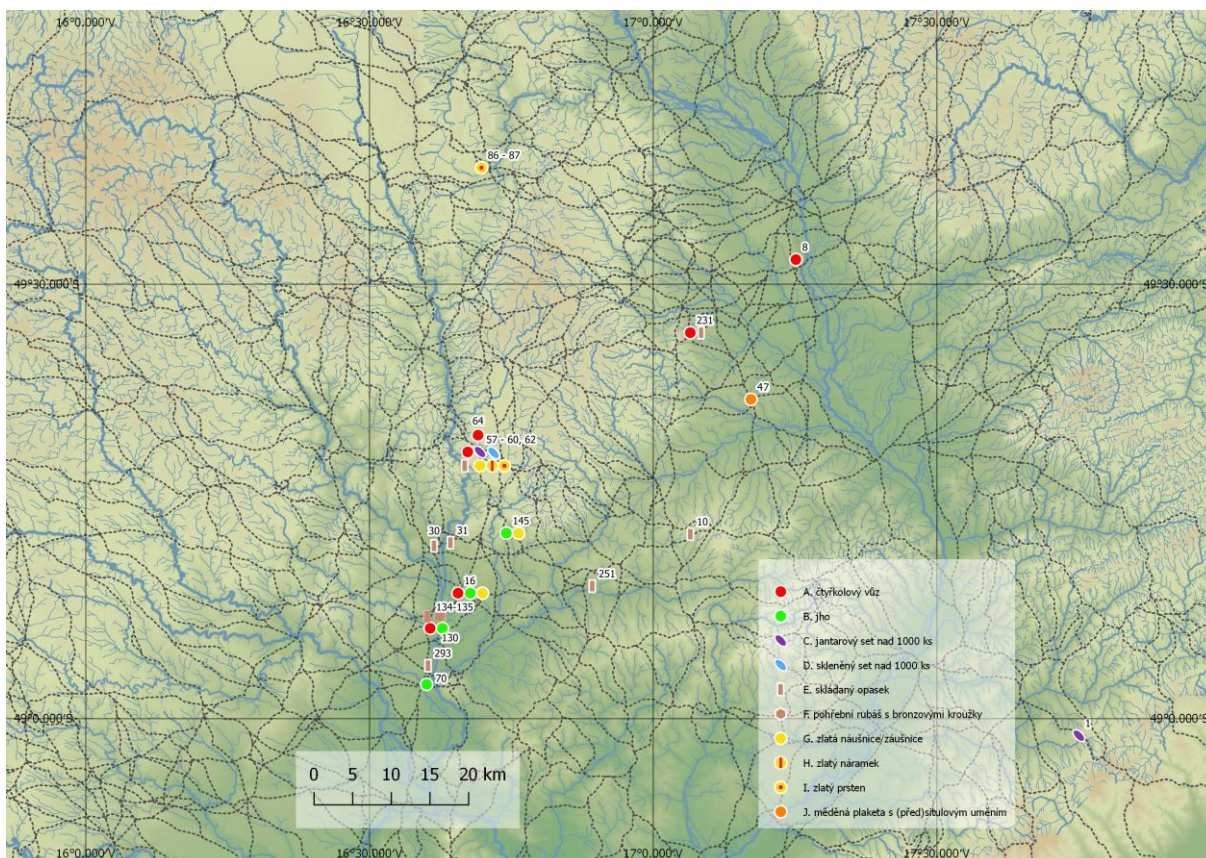 16°0.000'V 16°30.000'V 17°0.000'V 17°30.000'V
86 - 87
8
49°30.000'S 49°30.000'S
231
47
64
57 - 60, 62
145
10
30 31
251
16
134-135
130
293
70
49°0.000'S 49°0.000'S
1
A. čtyřkolový vůz
B. jho
C. jantarový set nad 1000 ks
D. skleněný set nad 1000 ks
E. skládaný opasek
F. pohřební rubáš s bronzovými kroužky
G. zlatá náušnice/záušnice
H. zlatý náramek
I. zlatý prsten
J. měděná plaketa s (před)situlovým uměním
0 5 10 15 20 km
16°0.000'V 16°30.000'V 17°0.000'V 17°30.000'V